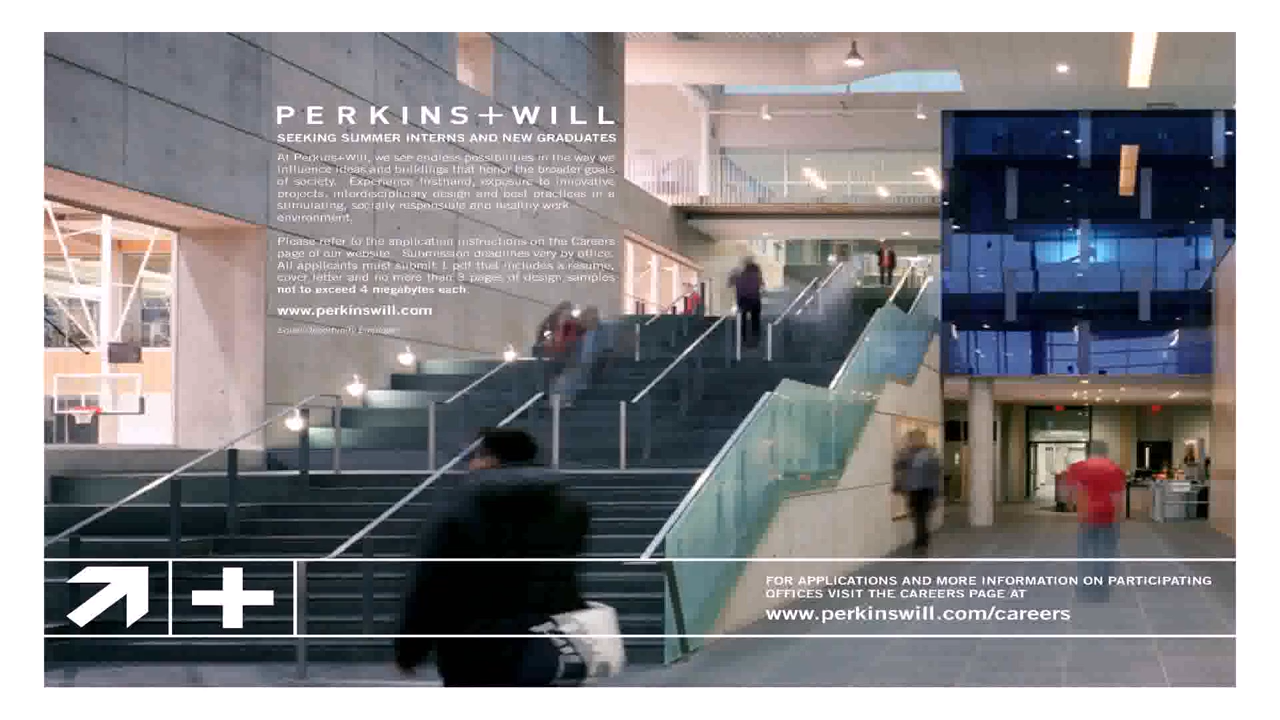 PERKINS+WILL
SEEKING SUMMER INTERNS AND NEW GRADUATES
At Perkins+Will, we see endless possibilities in the way we
influence ideas and buildings that honor the broader goals
of society. Experience firsthand, exposure to innovative
projects, interdisciplinary design and best practices in a
stimulating, socially responsible and healthy work
environment.
Please refer to the application instructions on the Careers
page of our website. Submission deadlines vary by office.
All applicants must submit 1 pdf that includes a resume,
cover letter and no more than 3 pages of design samples
not to exceed 4 megabytes each.
www.perkinswill.com
Equal Opportunity Employer
FOR APPLICATIONS AND MORE INFORMATION ON PARTICIPATING
OFFICES VISIT THE CAREERS PAGE AT
www.perkinswill.com/careers